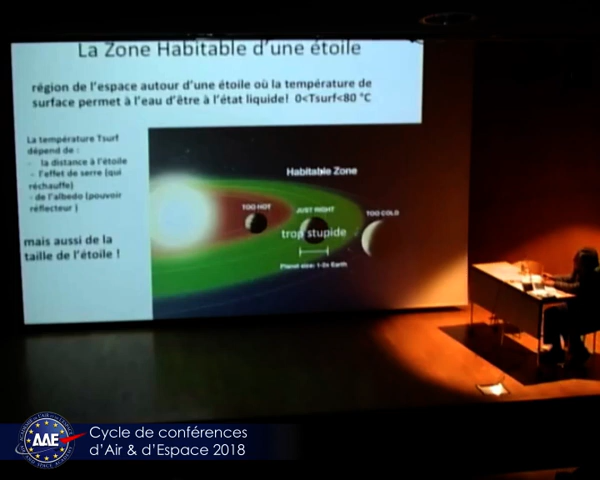 La Zone Habitable d'une étoile
région de l'espace autour d'une étoile où la température de
surface permet à l'eau d'être à l'état liquide! 0<Tsurf<80 °C
La température Tsurf
dépend de :
- la distance à l'étoile
- l'effet de serre (qui
réchauffe)
- de l'albedo (pouvoir
réflecteur )
mais aussi de la
taille de l'étoile !
Habitable Zone
TOO HOT
JUST RIGHT
TOO COLD
trop stupide
Planet size: 1-2x Earth
AAE
Cycle de conférences
d'Air & d'Espace 2018